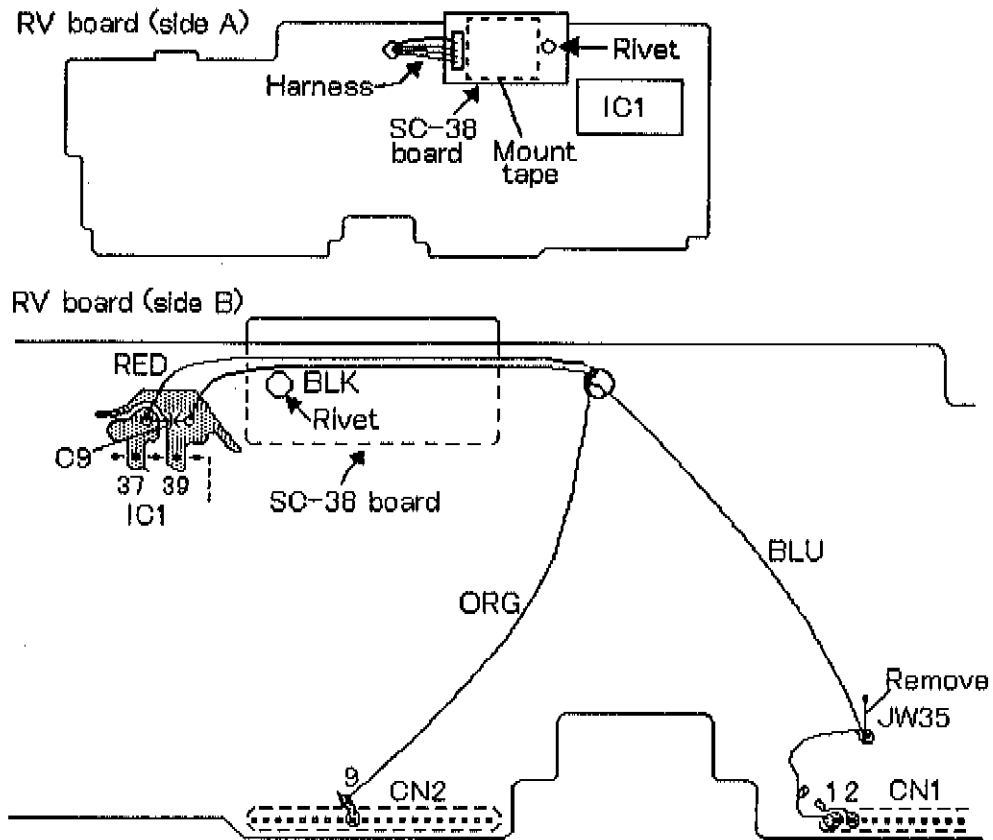 RV board (side A)
Harness
SC-38
board
Mount
tape
Rivet
IC1
RV board (side B)
RED
BLK
Rivet
C9
37 39
IC1
SC-38 board
ORG
BLU
Remove
JW35
9
CN2
1 2
CN1